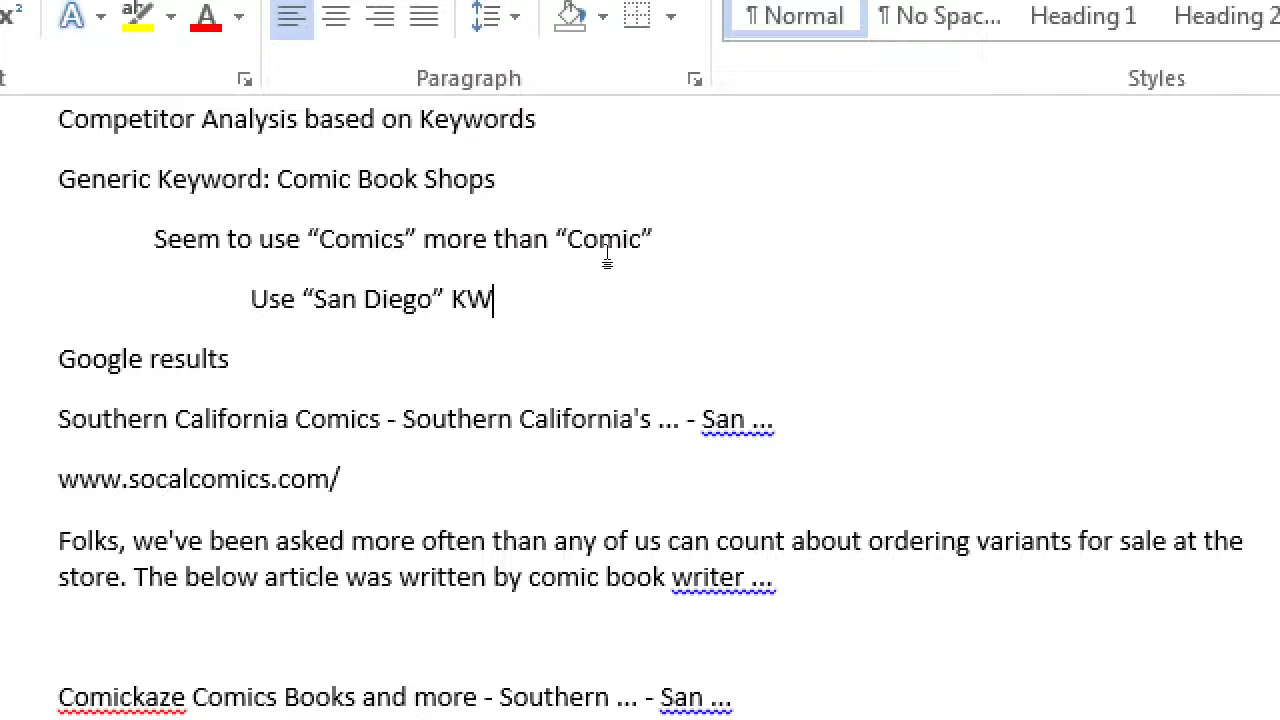 x²
A
ab
A
¶ Normal
¶ No Spac...
Heading 1
Heading 2
t
Paragraph
Styles
Competitor Analysis based on Keywords
Generic Keyword: Comic Book Shops
Seem to use “Comics” more than “Comic”
Use “San Diego” KW
Google results
Southern California Comics - Southern California's ... - San ...
www.socalcomics.com/
Folks, we've been asked more often than any of us can count about ordering variants for sale at the
store. The below article was written by comic book writer ...
Comickaze Comics Books and more - Southern ... - San ...